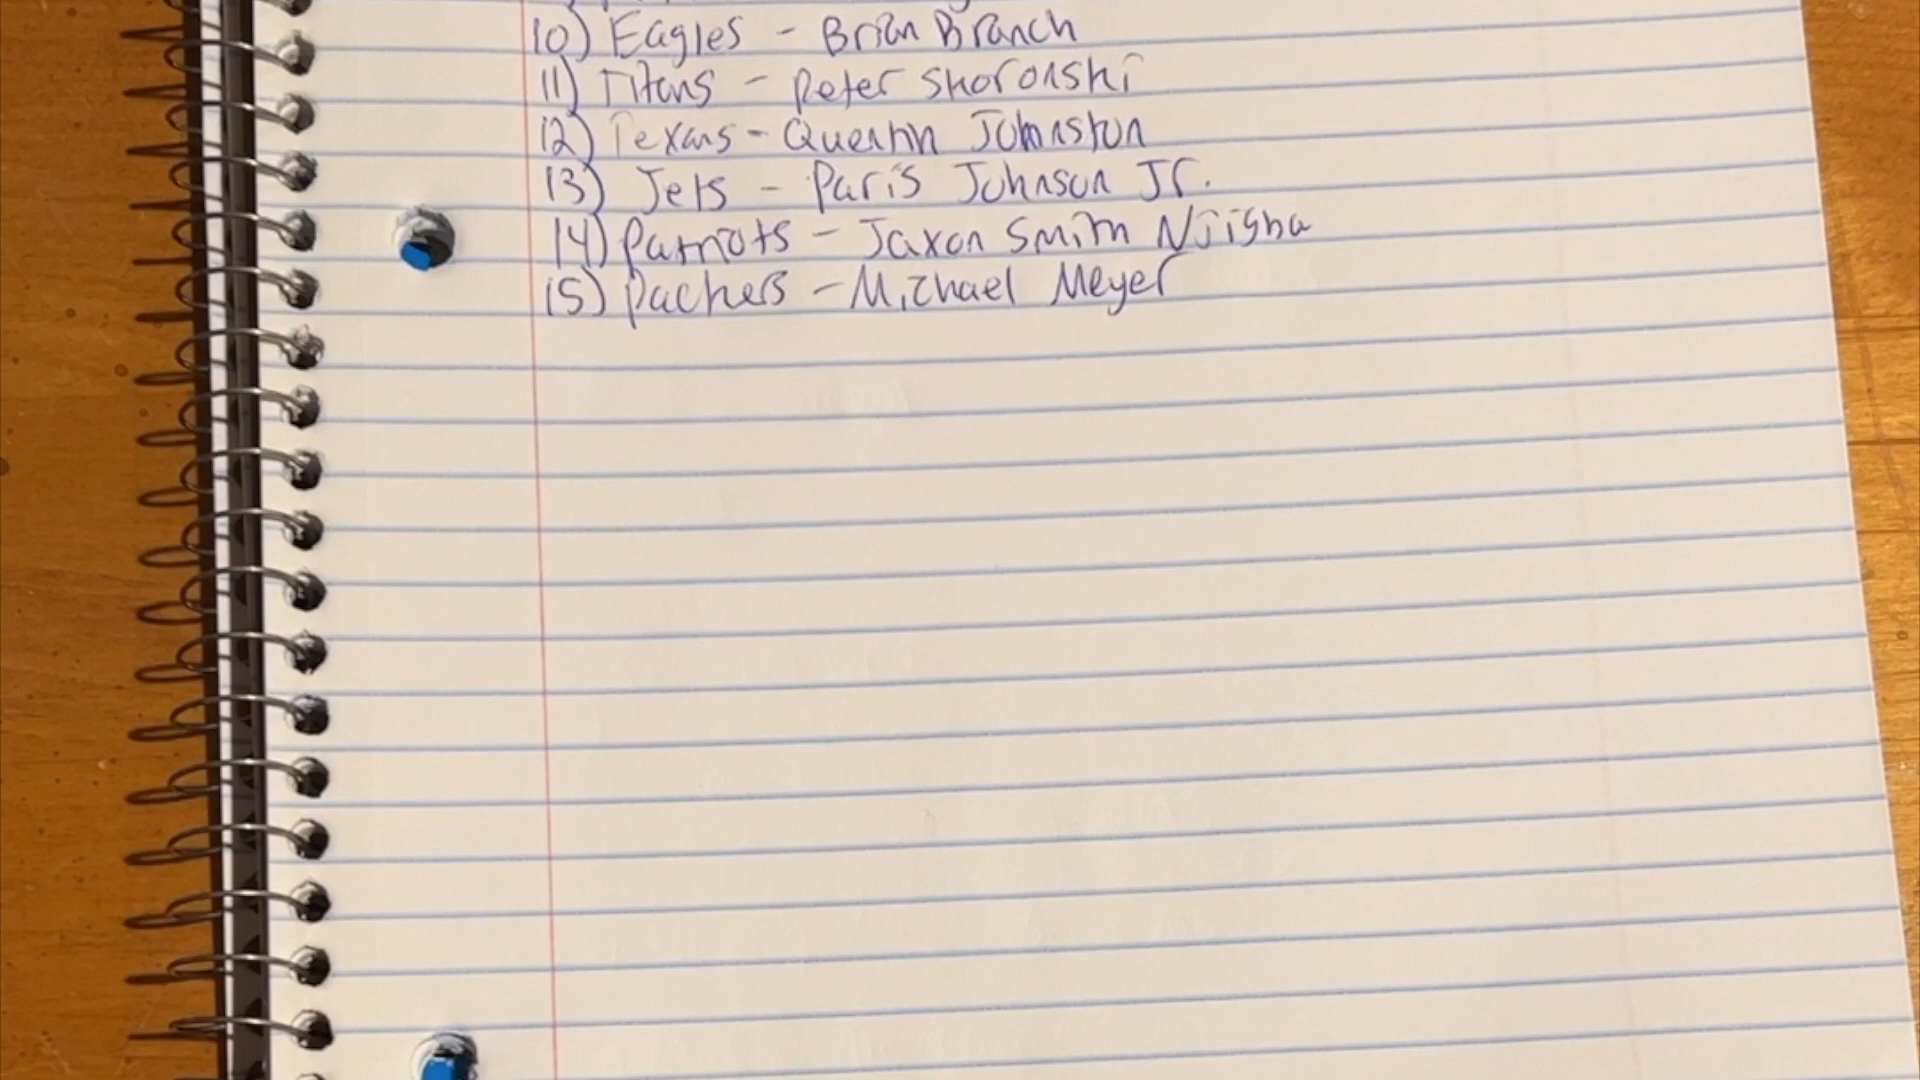 10) Eagles - Brian Branch
11) Titans - Peter Skoronski
12) Texans - Quentin Johnston
13) Jets - Paris Johnson Jr.
14) Patriots - Jaxon Smith Njigba
15) Packers - Michael Meyer